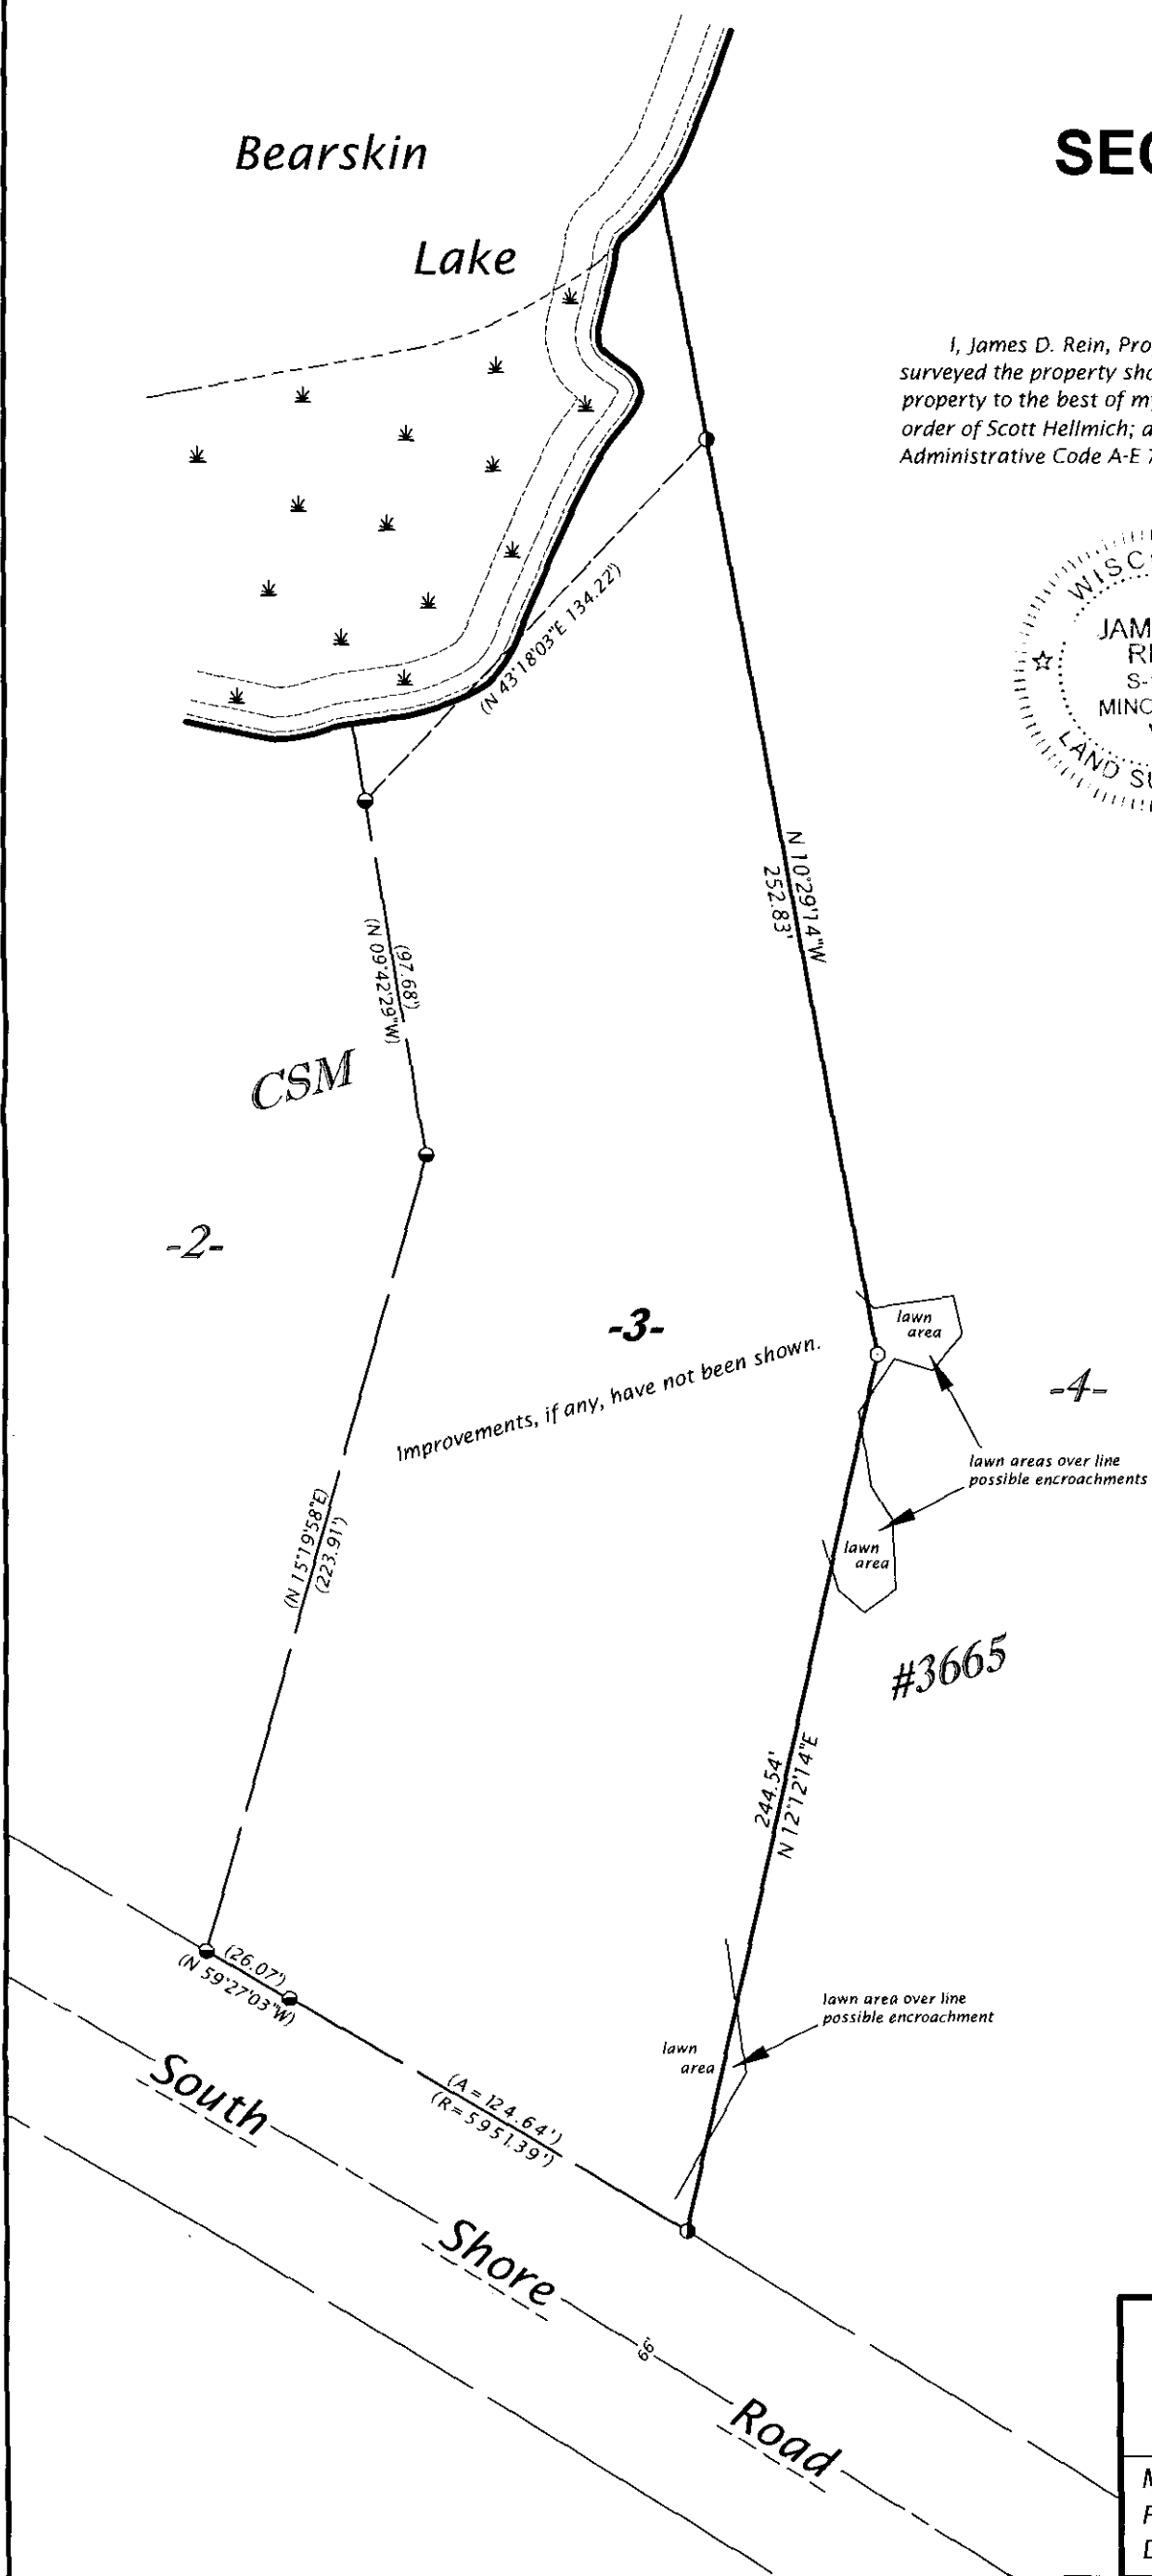 Bearskin
Lake
SEC
I, James D. Rein, Pro
surveyed the property sho
property to the best of my
order of Scott Hellmich; a
Administrative Code A-E 7
WISC
JAM
R
S-
MINO
LAND SU
(N 43°18'03"E 134.22')
N 10°29'14"W
252.83'
(97.68')
(N 09°42'29"W)
CSM
-2-
-3-
Improvements, if any, have not been shown.
lawn
area
-4-
lawn areas over line
possible encroachments
lawn
area
(N 15°19'58"E)
(223.91')
#3665
244.54'
N 12°12'14"E
(26.07')
(N 59°27'03"W)
lawn area over line
possible encroachment
lawn
area
(A = 124.64')
(R = 5951.39')
South
Shore
66'
Road